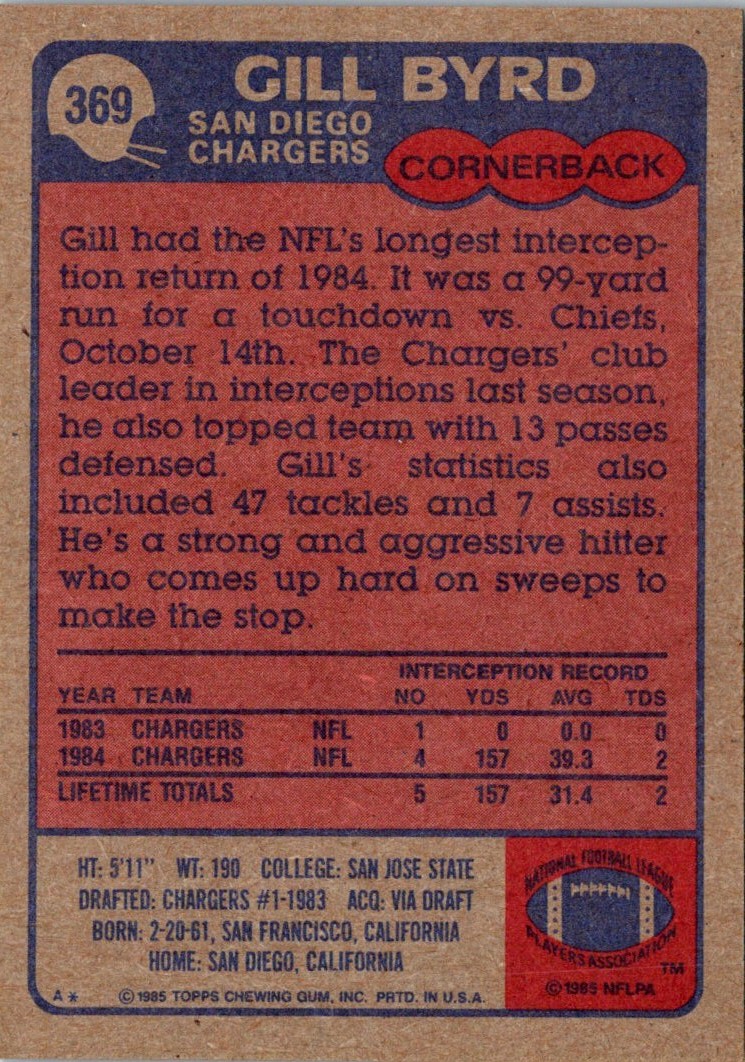 369
GILL BYRD
SAN DIEGO
CHARGERS
CORNERBACK
Gill had the NFL's longest intercep-
tion return of 1984. It was a 99-yard
run for a touchdown vs. Chiefs,
October 14th. The Chargers' club
leader in interceptions last season,
he also topped team with 13 passes
defensed. Gill's statistics also
included 47 tackles and 7 assists.
He's a strong and aggressive hitter
who comes up hard on sweeps to
make the stop.
INTERCEPTION RECORD
YEAR TEAM NO YDS AVG TDS
1983 CHARGERS NFL 1 0 0.0 0
1984 CHARGERS NFL 4 157 39.3 2
LIFETIME TOTALS 5 157 31.4 2
HT: 5'11" WT: 190 COLLEGE: SAN JOSE STATE
DRAFTED: CHARGERS #1-1983 ACQ: VIA DRAFT
BORN: 2-20-61, SAN FRANCISCO, CALIFORNIA
HOME: SAN DIEGO, CALIFORNIA
A * © 1985 TOPPS CHEWING GUM, INC. PRTD. IN U.S.A.
NATIONAL FOOTBALL LEAGUE
PLAYERS ASSOCIATION
TM
© 1985 NFLPA